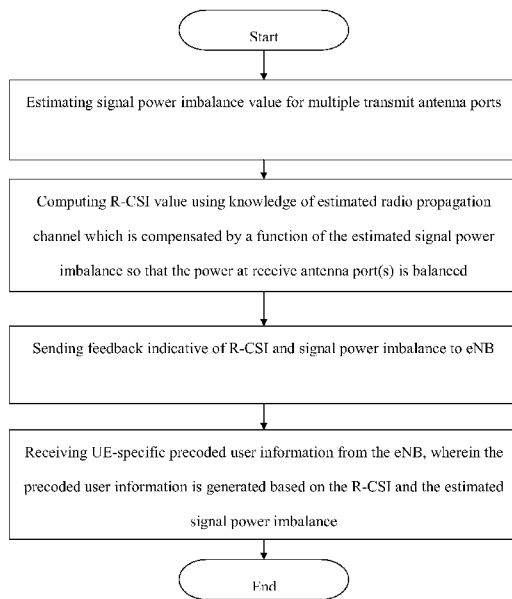 Start
Estimating signal power imbalance value for multiple transmit antenna ports
Computing R-CSI value using knowledge of estimated radio propagation
channel which is compensated by a function of the estimated signal power
imbalance so that the power at receive antenna port(s) is balanced
Sending feedback indicative of R-CSI and signal power imbalance to eNB
Receiving UE-specific precoded user information from the eNB, wherein the
precoded user information is generated based on the R-CSI and the estimated
signal power imbalance
End